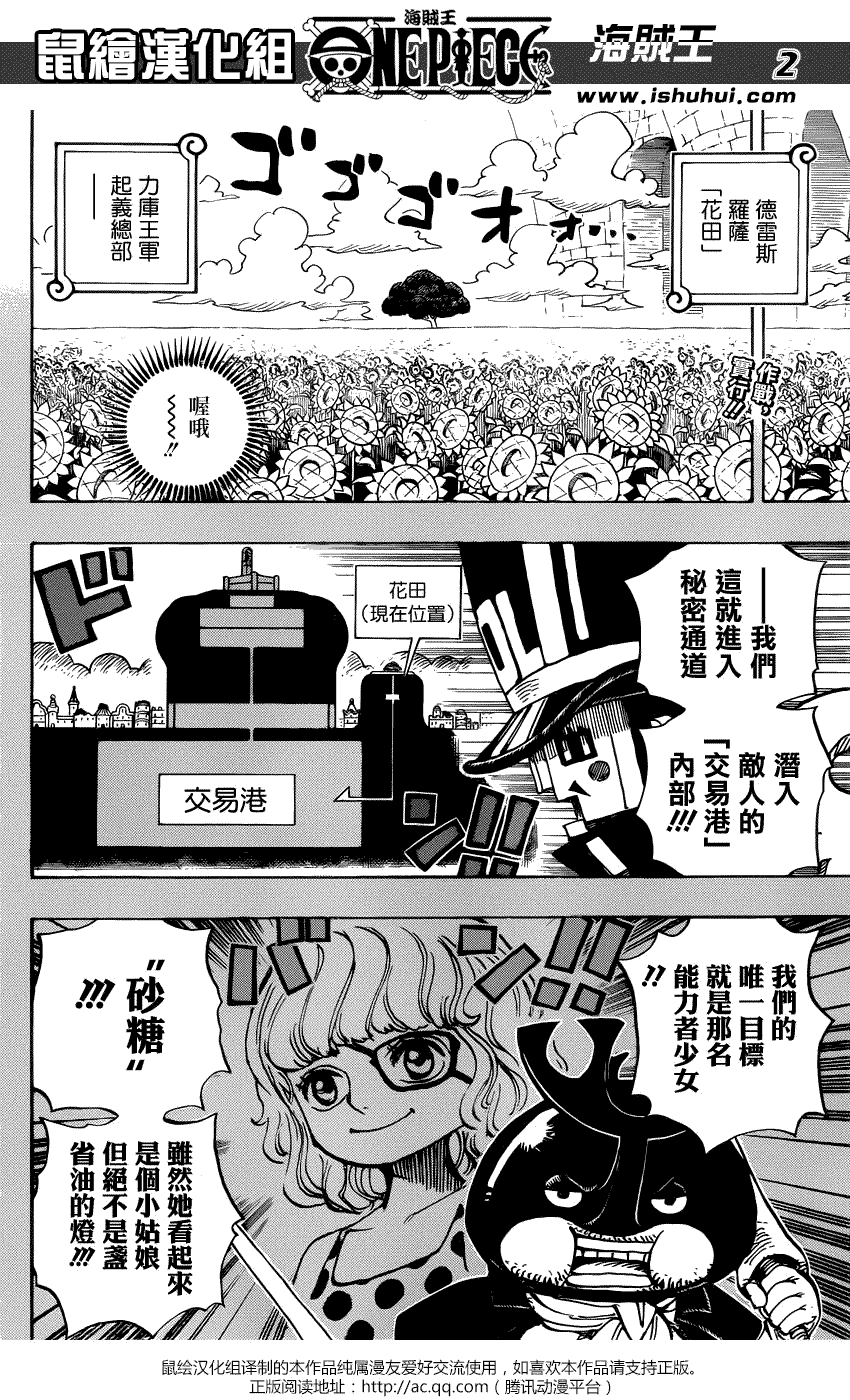 鼠繪漢化組
海賊王
ONE PIECE
海賊王
2
www.ishuhui.com
德雷斯
羅薩
「花田」
力庫王軍
起義總部
——
ゴゴゴォォ...
作戰，
實行!!
喔哦
~~~!!
——我們
這就進入
秘密通道
潛入
敵人的
「交易港」
內部!!!
花田
（現在位置）
交易港
ドドン
OL
我們的
唯一目標
就是那名
能力者少女
!!
“砂糖”
!!!
雖然她看起來
是個小姑娘
但絕不是盞
省油的燈!!!
鼠绘汉化组译制的本作品纯属漫友爱好交流使用，如喜欢本作品请支持正版。
正版阅读地址：http://ac.qq.com（腾讯动漫平台）